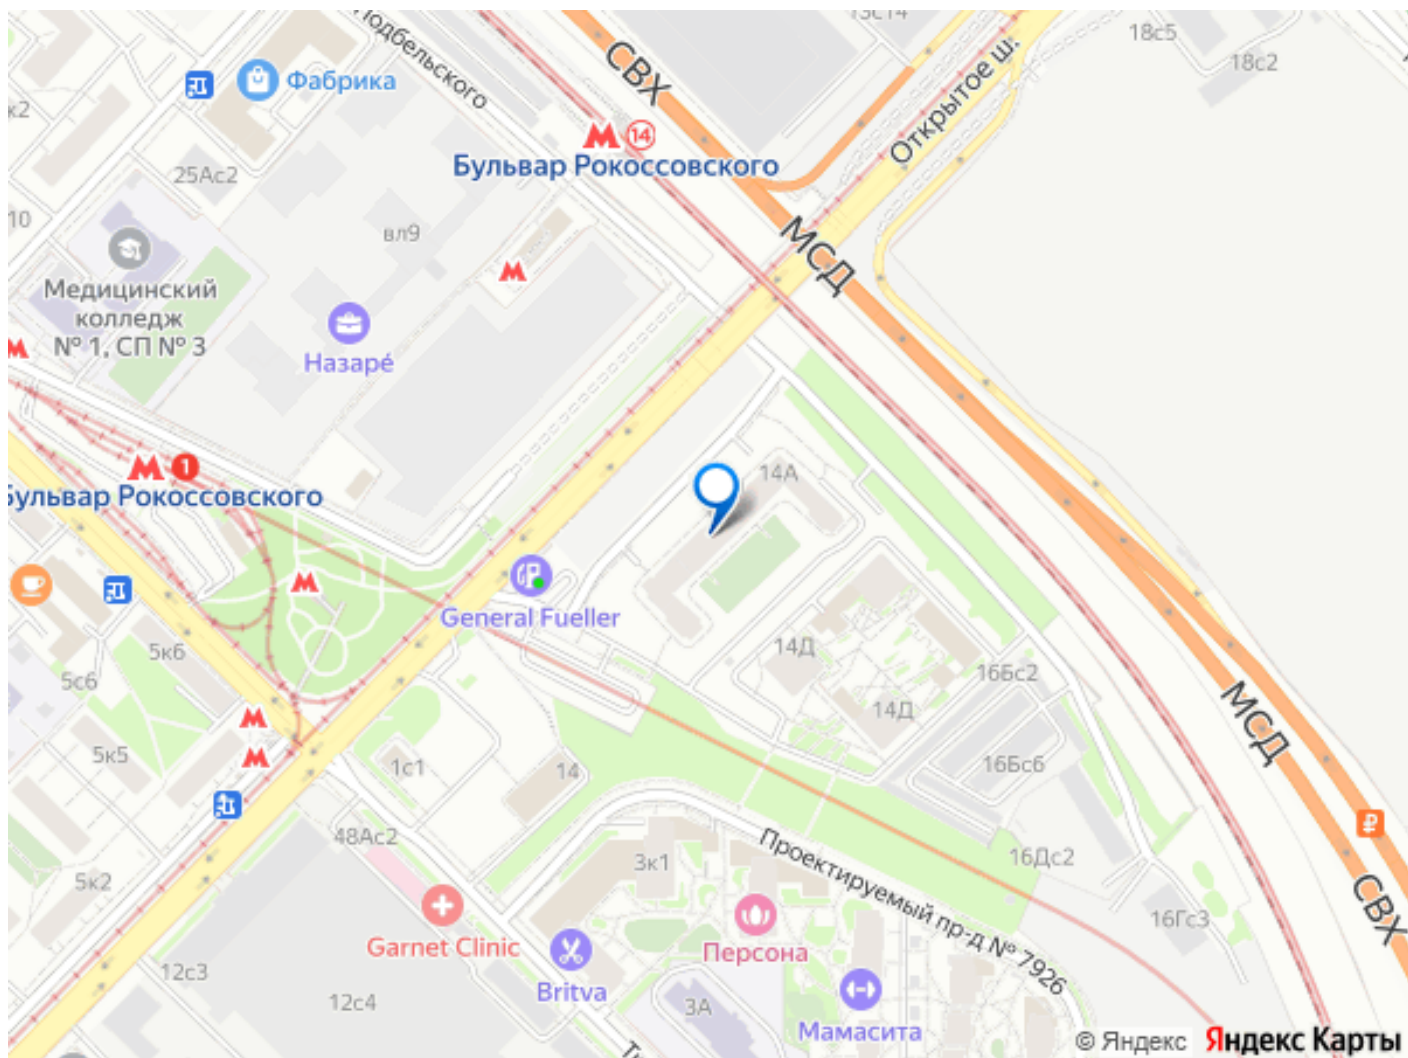 13с14
18с5
18с2
Подбельского
СВХ
Открытое ш.
Фабрика
к2
14
Бульвар Рокоссовского
25Ас2
10
вл9
МСД
Медицинский
колледж
№ 1, СП № 3
Назаré
14А
1
Бульвар Рокоссовского
General Fueller
5к6
14Д
5с6
16Бс2
14Д
МСД
5к5
1с1
14
16Бс6
48Ас2
Проектируемый пр-д № 7926
3к1
16Дс2
5к2
СВХ
16Гс3
Garnet Clinic
Персона
12с3
Britva
12с4
3А
Мамасита
© Яндекс
Яндекс Карты